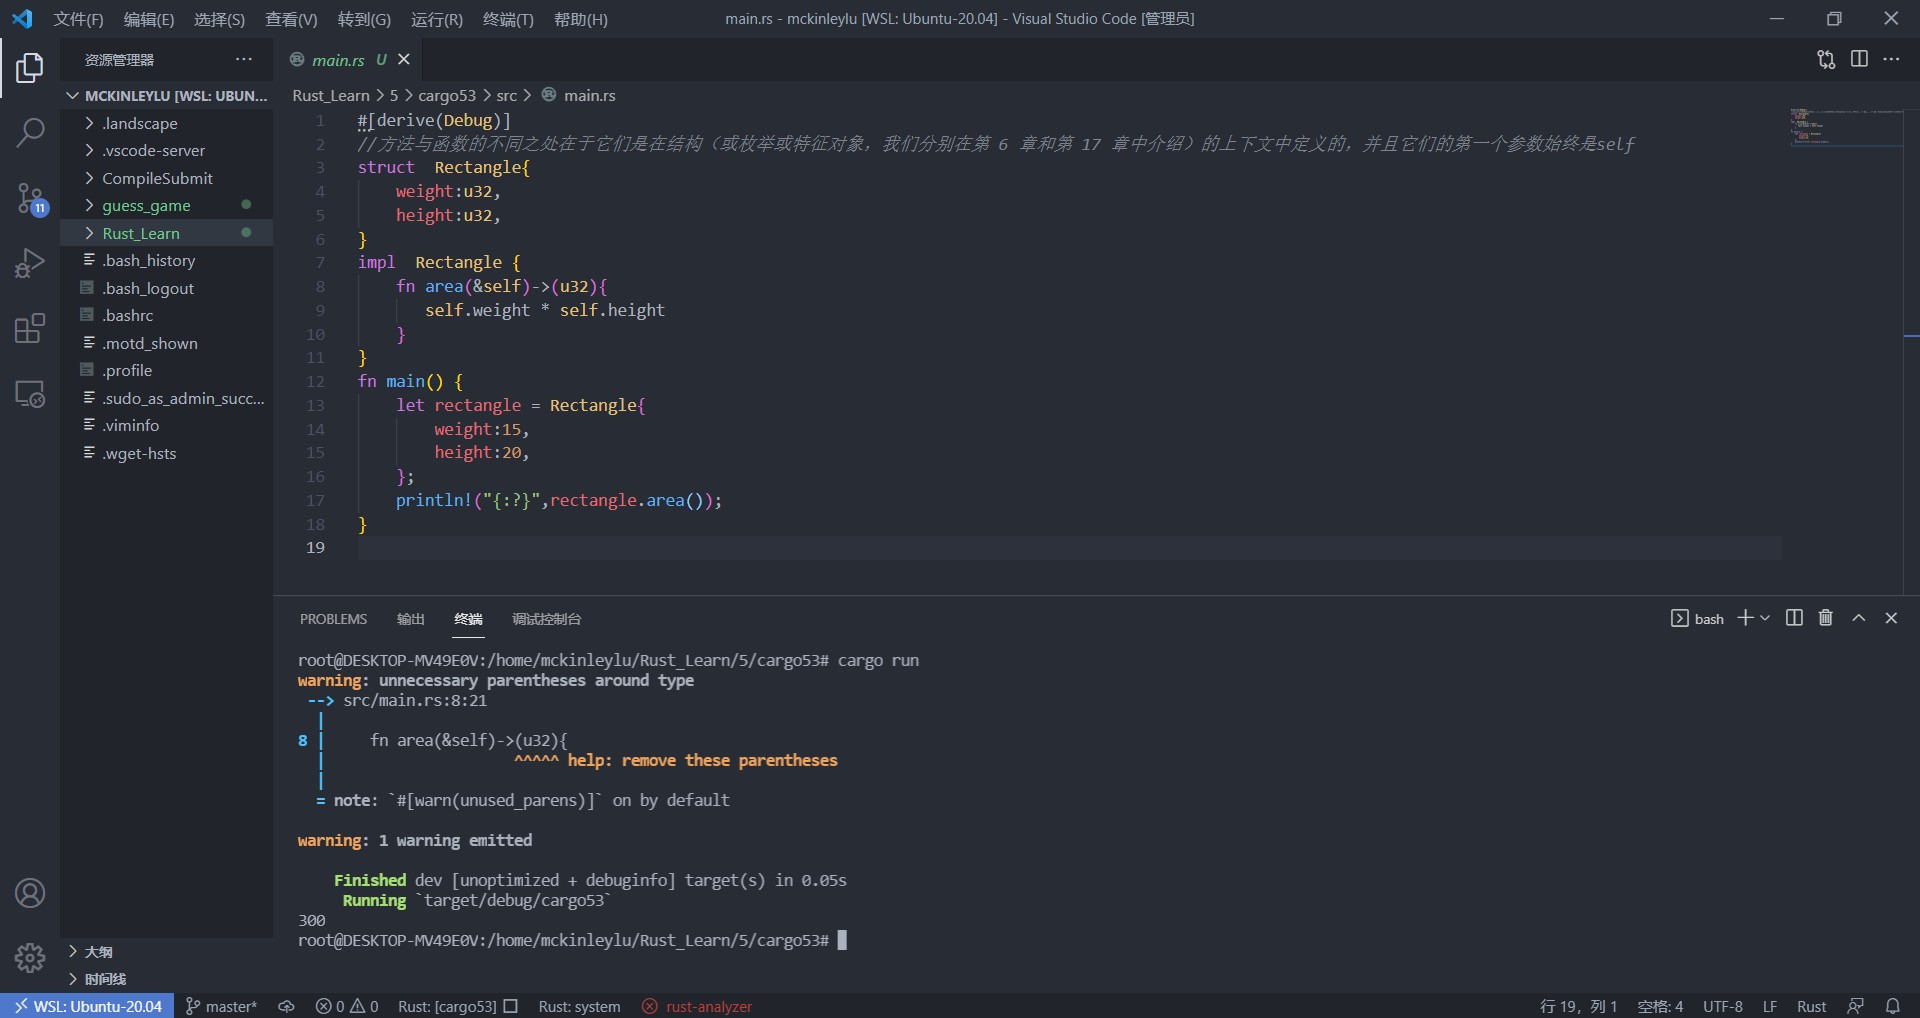 文件(F) 编辑(E) 选择(S) 查看(V) 转到(G) 运行(R) 终端(T) 帮助(H) main.rs - mckinleylu [WSL: Ubuntu-20.04] - Visual Studio Code [管理员]
资源管理器 ···
MCKINLEYLU [WSL: UBUN...
.landscape
.vscode-server
CompileSubmit
guess_game
Rust_Learn
.bash_history
.bash_logout
.bashrc
.motd_shown
.profile
.sudo_as_admin_succ...
.viminfo
.wget-hsts
大纲
时间线
11
main.rs U
Rust_Learn > 5 > cargo53 > src > main.rs
1 #[derive(Debug)]
2 //方法与函数的不同之处在于它们是在结构（或枚举或特征对象，我们分别在第 6 章和第 17 章中介绍）的上下文中定义的，并且它们的第一个参数始终是self
3 struct  Rectangle{
4     weight:u32,
5     height:u32,
6 }
7 impl  Rectangle {
8     fn area(&self)->(u32){
9        self.weight * self.height
10     }
11 }
12 fn main() {
13     let rectangle = Rectangle{
14         weight:15,
15         height:20,
16     };
17     println!("{:?}",rectangle.area());
18 }
19
PROBLEMS 输出 终端 调试控制台 bash
root@DESKTOP-MV49E0V:/home/mckinleylu/Rust_Learn/5/cargo53# cargo run
warning: unnecessary parentheses around type
 --> src/main.rs:8:21
  |
8 |     fn area(&self)->(u32){
  |                     ^^^^^ help: remove these parentheses
  |
  = note: `#[warn(unused_parens)]` on by default
warning: 1 warning emitted
    Finished dev [unoptimized + debuginfo] target(s) in 0.05s
     Running `target/debug/cargo53`
300
root@DESKTOP-MV49E0V:/home/mckinleylu/Rust_Learn/5/cargo53#
WSL: Ubuntu-20.04 master* 0 0 Rust: [cargo53] Rust: system rust-analyzer 行 19，列 1 空格: 4 UTF-8 LF Rust